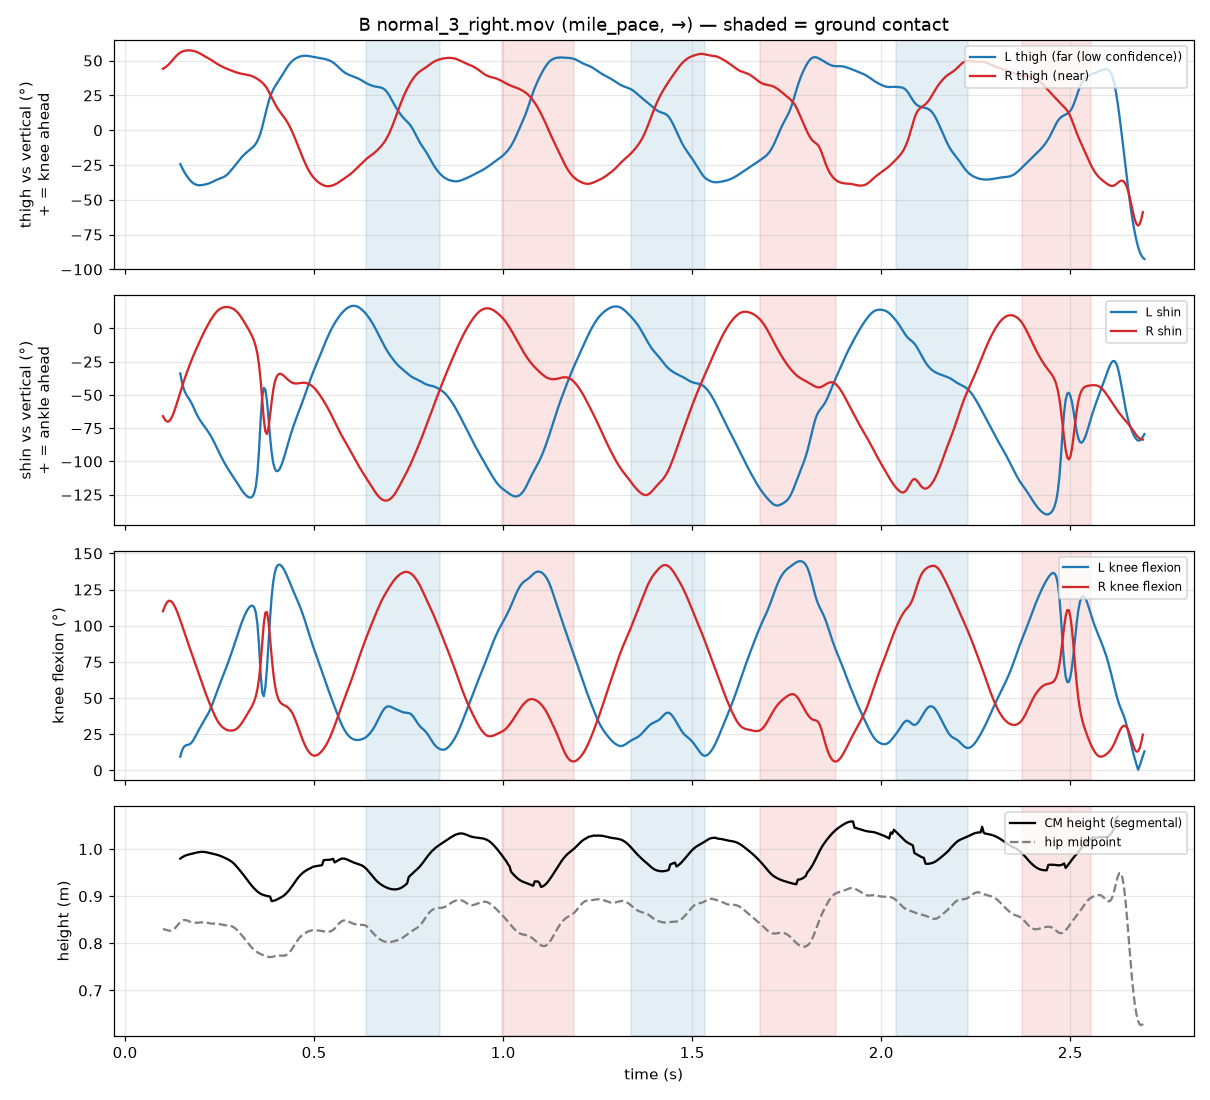 B normal_3_right.mov (mile_pace, →) — shaded = ground contact
thigh vs vertical (°)
+ = knee ahead
50
25
0
−25
−50
−75
−100
L thigh (far (low confidence))
R thigh (near)
shin vs vertical (°)
+ = ankle ahead
0
−25
−50
−75
−100
−125
L shin
R shin
knee flexion (°)
150
125
100
75
50
25
0
L knee flexion
R knee flexion
height (m)
1.0
0.9
0.8
0.7
CM height (segmental)
hip midpoint
0.0 0.5 1.0 1.5 2.0 2.5
time (s)